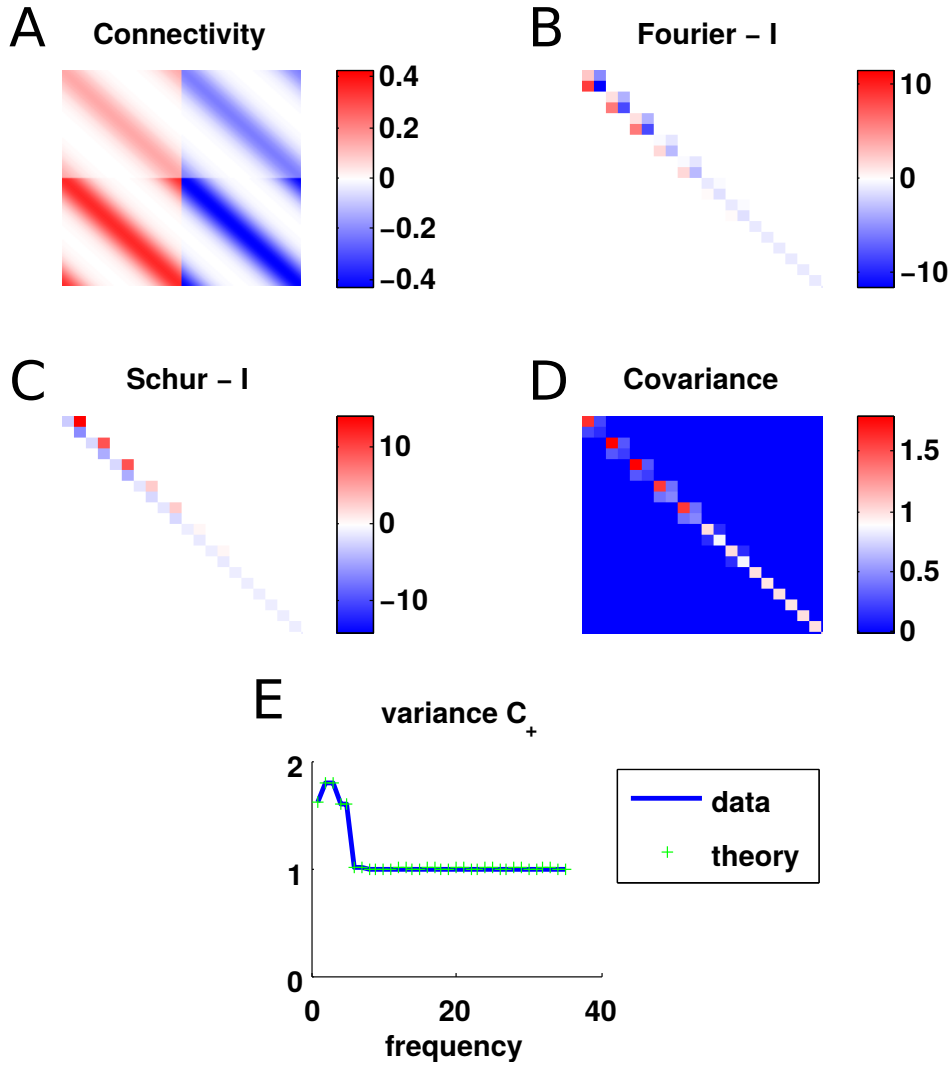 A
Connectivity
0.4
0.2
0
−0.2
−0.4
B
Fourier − I
10
0
−10
C
Schur − I
10
0
−10
D
Covariance
1.5
1
0.5
0
E
variance C+
2
1
0
0
20
40
frequency
data
theory